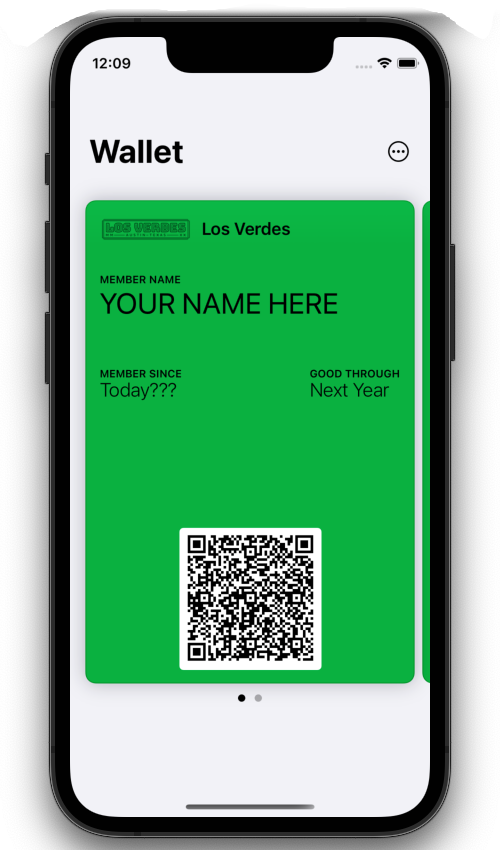 12:09
Wallet
LOS VERDES
Los Verdes
MEMBER NAME
YOUR NAME HERE
MEMBER SINCE
GOOD THROUGH
Today???
Next Year